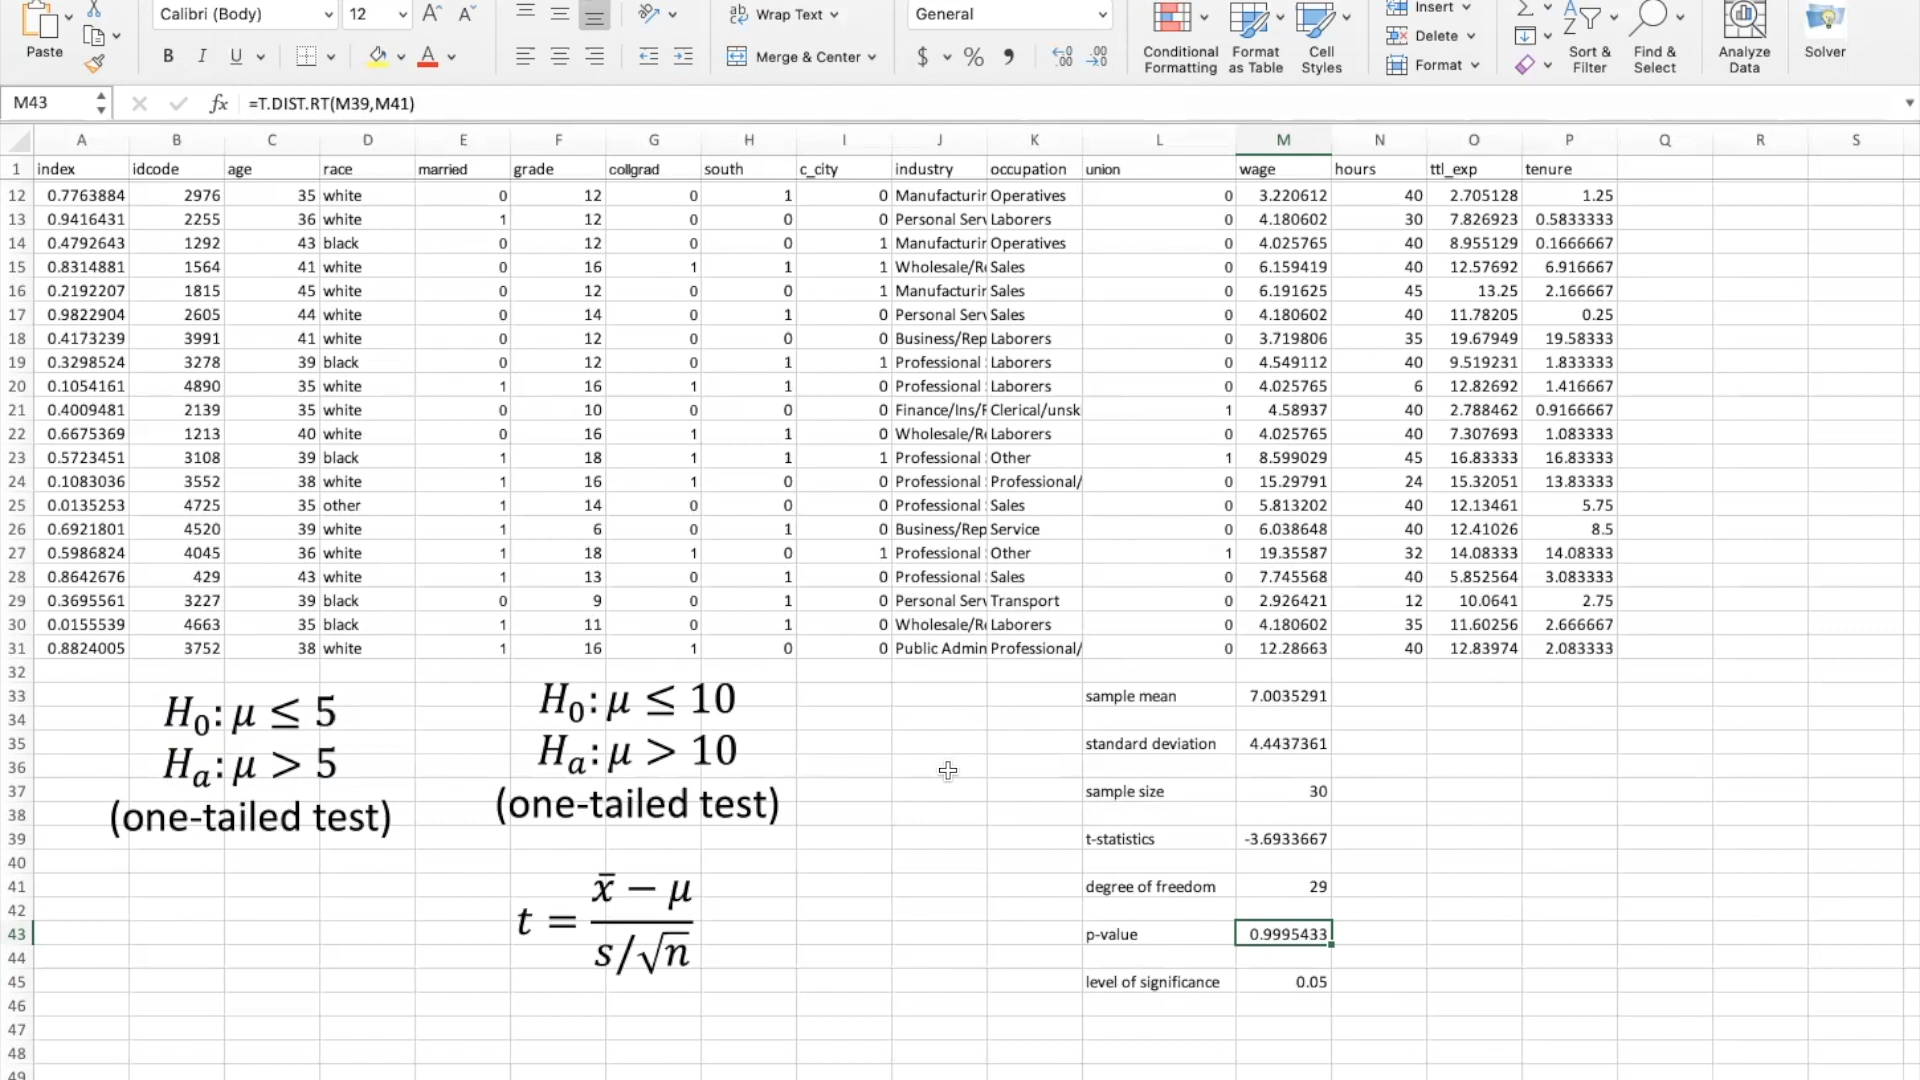 Calibri (Body) 12 A^ A˅ Wrap Text General Insert Σ
Paste B I U A Merge & Center $ % , Conditional Formatting Format as Table Cell Styles Delete Format Sort & Filter Find & Select Analyze Data Solver
M43 fx =T.DIST.RT(M39,M41)
A B C D E F G H I J K L M N O P Q R S
1 index idcode age race married grade collgrad south c_city industry occupation union wage hours ttl_exp tenure
12 0.7763884 2976 35 white 0 12 0 1 0 Manufacturin Operatives 0 3.220612 40 2.705128 1.25
13 0.9416431 2255 36 white 1 12 0 0 0 Personal Serv Laborers 0 4.180602 30 7.826923 0.5833333
14 0.4792643 1292 43 black 0 12 0 0 1 Manufacturin Operatives 0 4.025765 40 8.955129 0.1666667
15 0.8314881 1564 41 white 0 16 1 1 1 Wholesale/Re Sales 0 6.159419 40 12.57692 6.916667
16 0.2192207 1815 45 white 0 12 0 0 1 Manufacturin Sales 0 6.191625 45 13.25 2.166667
17 0.9822904 2605 44 white 0 14 0 1 0 Personal Serv Sales 0 4.180602 40 11.78205 0.25
18 0.4173239 3991 41 white 0 12 0 0 0 Business/Rep Laborers 0 3.719806 35 19.67949 19.58333
19 0.3298524 3278 39 black 0 12 0 1 1 Professional Laborers 0 4.549112 40 9.519231 1.833333
20 0.1054161 4890 35 white 1 16 1 1 0 Professional Laborers 0 4.025765 6 12.82692 1.416667
21 0.4009481 2139 35 white 0 10 0 0 0 Finance/Ins/R Clerical/unsk 1 4.58937 40 2.788462 0.9166667
22 0.6675369 1213 40 white 0 16 1 1 0 Wholesale/Re Laborers 0 4.025765 40 7.307693 1.083333
23 0.5723451 3108 39 black 1 18 1 1 1 Professional Other 1 8.599029 45 16.83333 16.83333
24 0.1083036 3552 38 white 1 16 1 0 0 Professional Professional/ 0 15.29791 24 15.32051 13.83333
25 0.0135253 4725 35 other 1 14 0 0 0 Professional Sales 0 5.813202 40 12.13461 5.75
26 0.6921801 4520 39 white 1 6 0 1 0 Business/Rep Service 0 6.038648 40 12.41026 8.5
27 0.5986824 4045 36 white 1 18 1 0 1 Professional Other 1 19.35587 32 14.08333 14.08333
28 0.8642676 429 43 white 1 13 0 1 0 Professional Sales 0 7.745568 40 5.852564 3.083333
29 0.3695561 3227 39 black 0 9 0 1 0 Personal Serv Transport 0 2.926421 12 10.0641 2.75
30 0.0155539 4663 35 black 1 11 0 1 0 Wholesale/Re Laborers 0 4.180602 35 11.60256 2.666667
31 0.8824005 3752 38 white 1 16 1 0 0 Public Admin Professional/ 0 12.28663 40 12.83974 2.083333
32
33 sample mean 7.0035291
34
35 standard deviation 4.4437361
36
37 sample size 30
38
39 t-statistics -3.6933667
40
41 degree of freedom 29
42
43 p-value 0.9995433
44
45 level of significance 0.05
46
47
48
49
H₀: μ ≤ 5
Hₐ: μ > 5
(one-tailed test)
H₀: μ ≤ 10
Hₐ: μ > 10
(one-tailed test)
t = x̄ − μ
s/√n